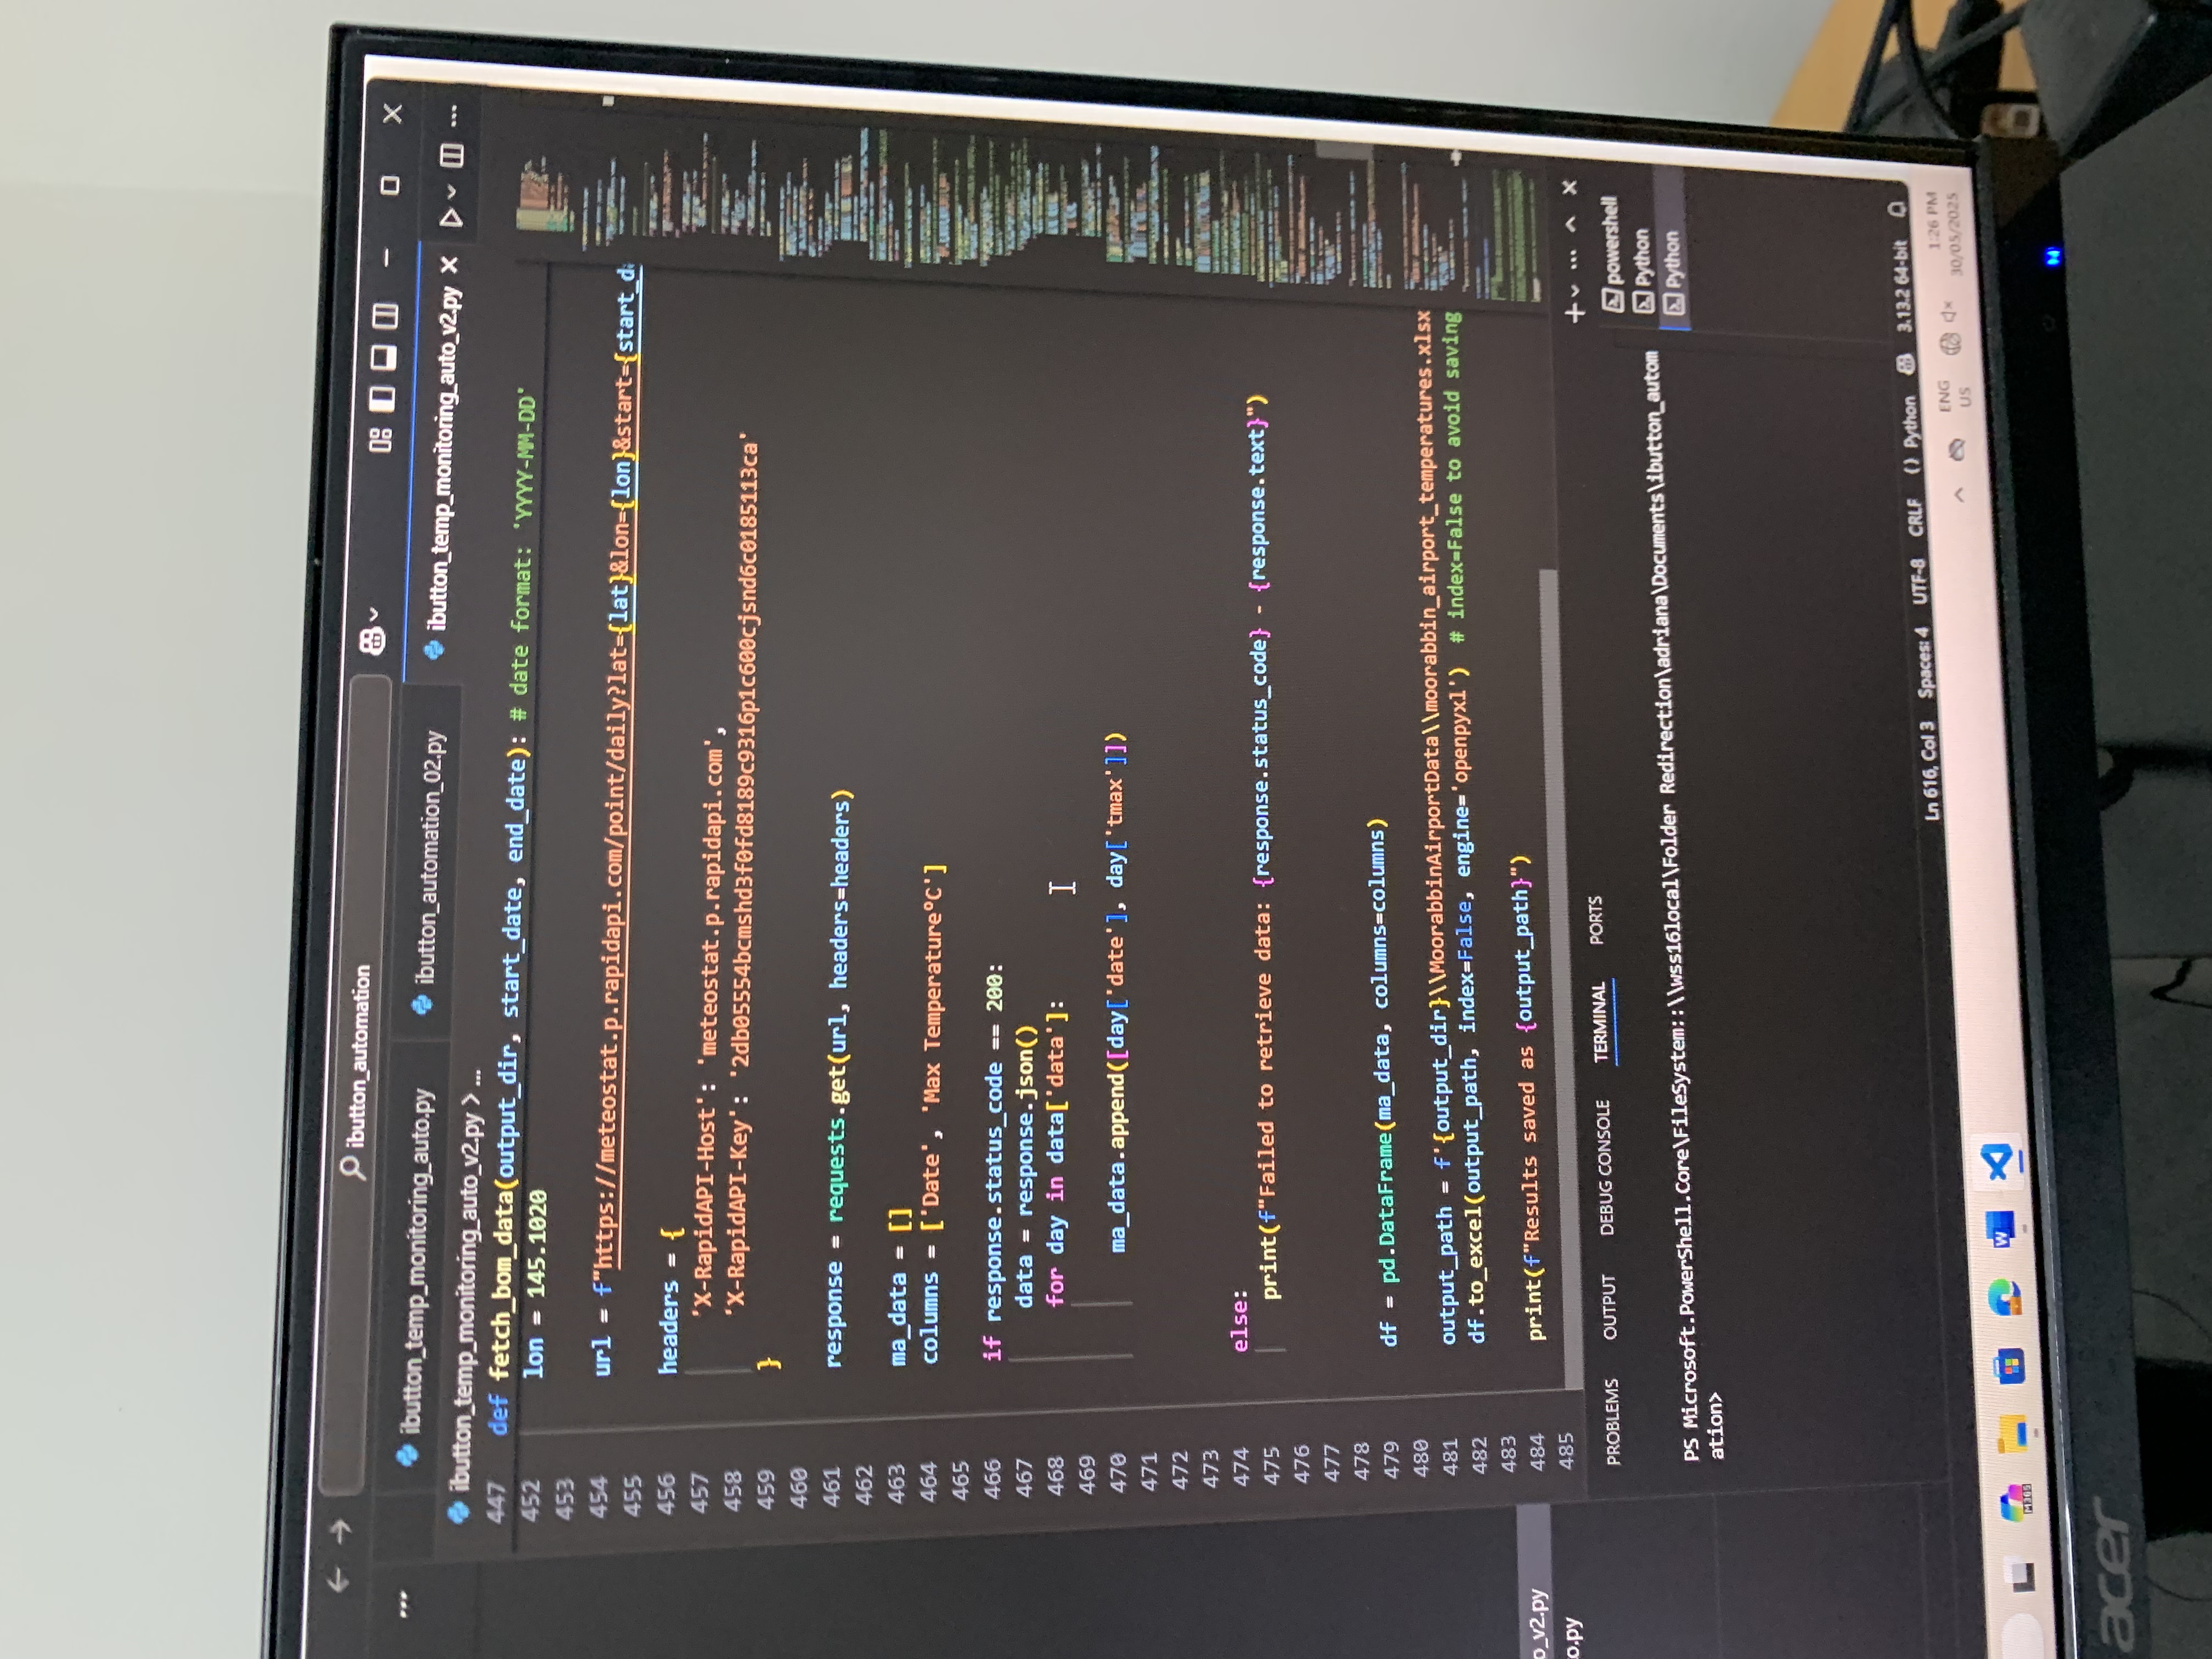 ibutton_automation
ibutton_temp_monitoring_auto.py
ibutton_automation_02.py
ibutton_temp_monitoring_auto_v2.py
ibutton_temp_monitoring_auto_v2.py > ...
447 def fetch_bom_data(output_dir, start_date, end_date): # date format: 'YYYY-MM-DD'
452 lon = 145.1020
453
454 url = f"https://meteostat.p.rapidapi.com/point/daily?lat={lat}&lon={lon}&start={start_da
455
456 headers = {
457 'X-RapidAPI-Host': 'meteostat.p.rapidapi.com',
458 'X-RapidAPI-Key': '2db05554bcmshd3f0fd8189c9316p1c600cjsnd6c0185113ca'
459 }
460
461 response = requests.get(url, headers=headers)
462
463 ma_data = []
464 columns = ['Date', 'Max Temperature°C']
465
466 if response.status_code == 200:
467 data = response.json()
468 for day in data['data']:
469
470 ma_data.append([day['date'], day['tmax']])
471
472
473
474 else:
475 print(f"Failed to retrieve data: {response.status_code} - {response.text}")
476
477
478
479 df = pd.DataFrame(ma_data, columns=columns)
480
481 output_path = f'{output_dir}\\MoorabbinAirportData\\moorabbin_airport_temperatures.xlsx
482 df.to_excel(output_path, index=False, engine='openpyxl') # index=False to avoid saving
483
484 print(f"Results saved as {output_path}")
485
o_v2.py
o.py
PROBLEMS OUTPUT DEBUG CONSOLE TERMINAL PORTS
powershell
Python
Python
PS Microsoft.PowerShell.Core\FileSystem::\\wss16local\Folder Redirection\adriana\Documents\ibutton_autom
ation>
Ln 616, Col 3 Spaces: 4 UTF-8 CRLF {} Python 3.13.2 64-bit
ENG
US
1:26 PM
30/05/2025
M365
W
acer